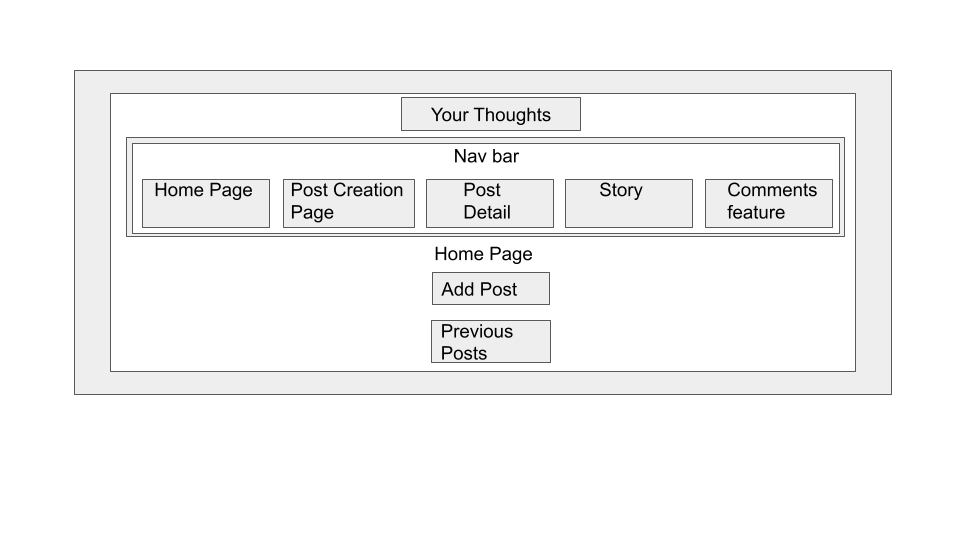 Your Thoughts
Nav bar
Home Page
Post Creation
Page
Post
Detail
Story
Comments
feature
Home Page
Add Post
Previous
Posts